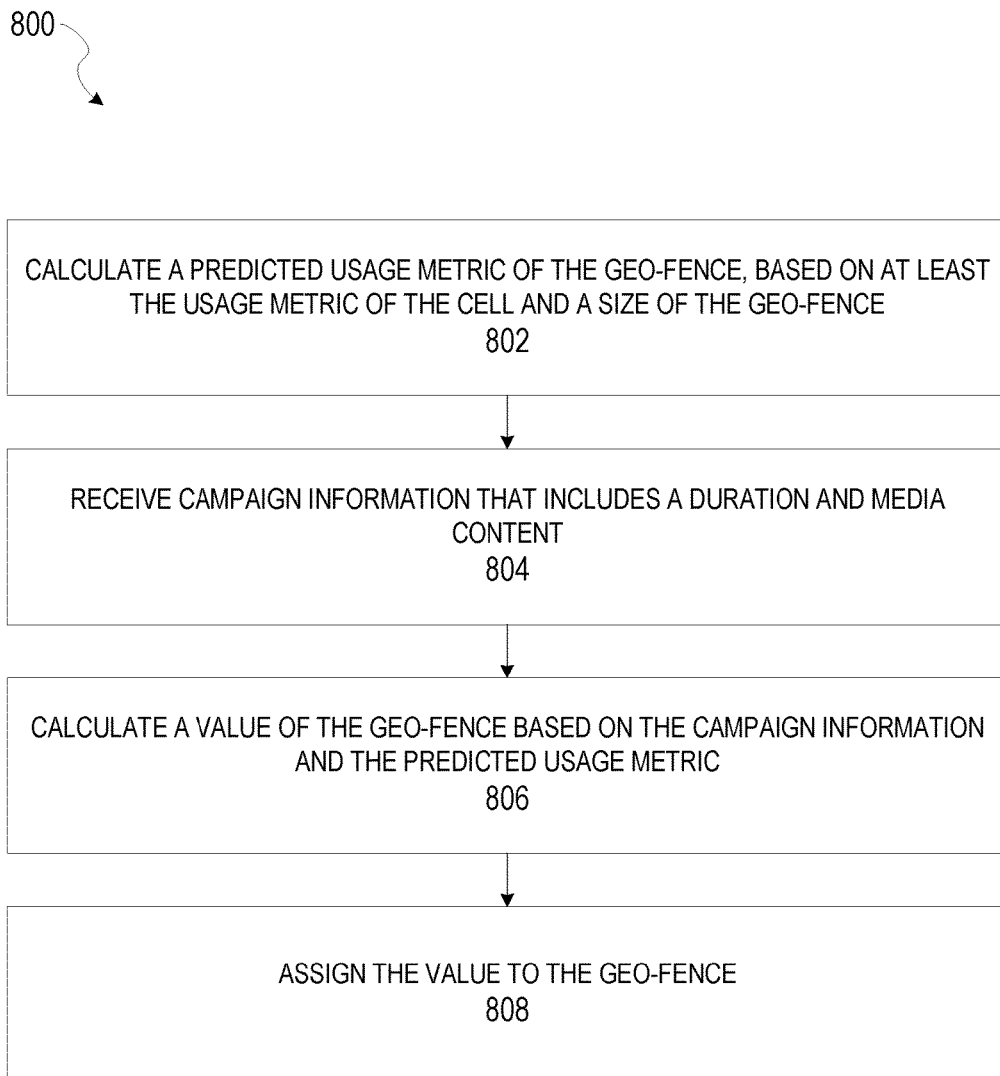 800
CALCULATE A PREDICTED USAGE METRIC OF THE GEO-FENCE, BASED ON AT LEAST
THE USAGE METRIC OF THE CELL AND A SIZE OF THE GEO-FENCE
802
RECEIVE CAMPAIGN INFORMATION THAT INCLUDES A DURATION AND MEDIA
CONTENT
804
CALCULATE A VALUE OF THE GEO-FENCE BASED ON THE CAMPAIGN INFORMATION
AND THE PREDICTED USAGE METRIC
806
ASSIGN THE VALUE TO THE GEO-FENCE
808